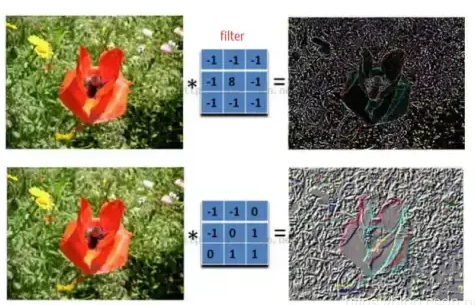 filter
-1 -1 -1
* -1 8 -1 =
-1 -1 -1
-1 -1 0
* -1 0 1 =
0 1 1